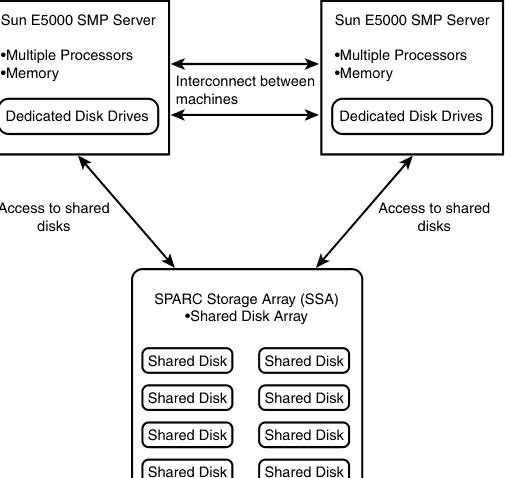 Sun E5000 SMP Server
•Multiple Processors
•Memory
Dedicated Disk Drives
Interconnect between
machines
Sun E5000 SMP Server
•Multiple Processors
•Memory
Dedicated Disk Drives
Access to shared
disks
Access to shared
disks
SPARC Storage Array (SSA)
•Shared Disk Array
Shared Disk
Shared Disk
Shared Disk
Shared Disk
Shared Disk
Shared Disk
Shared Disk
Shared Disk